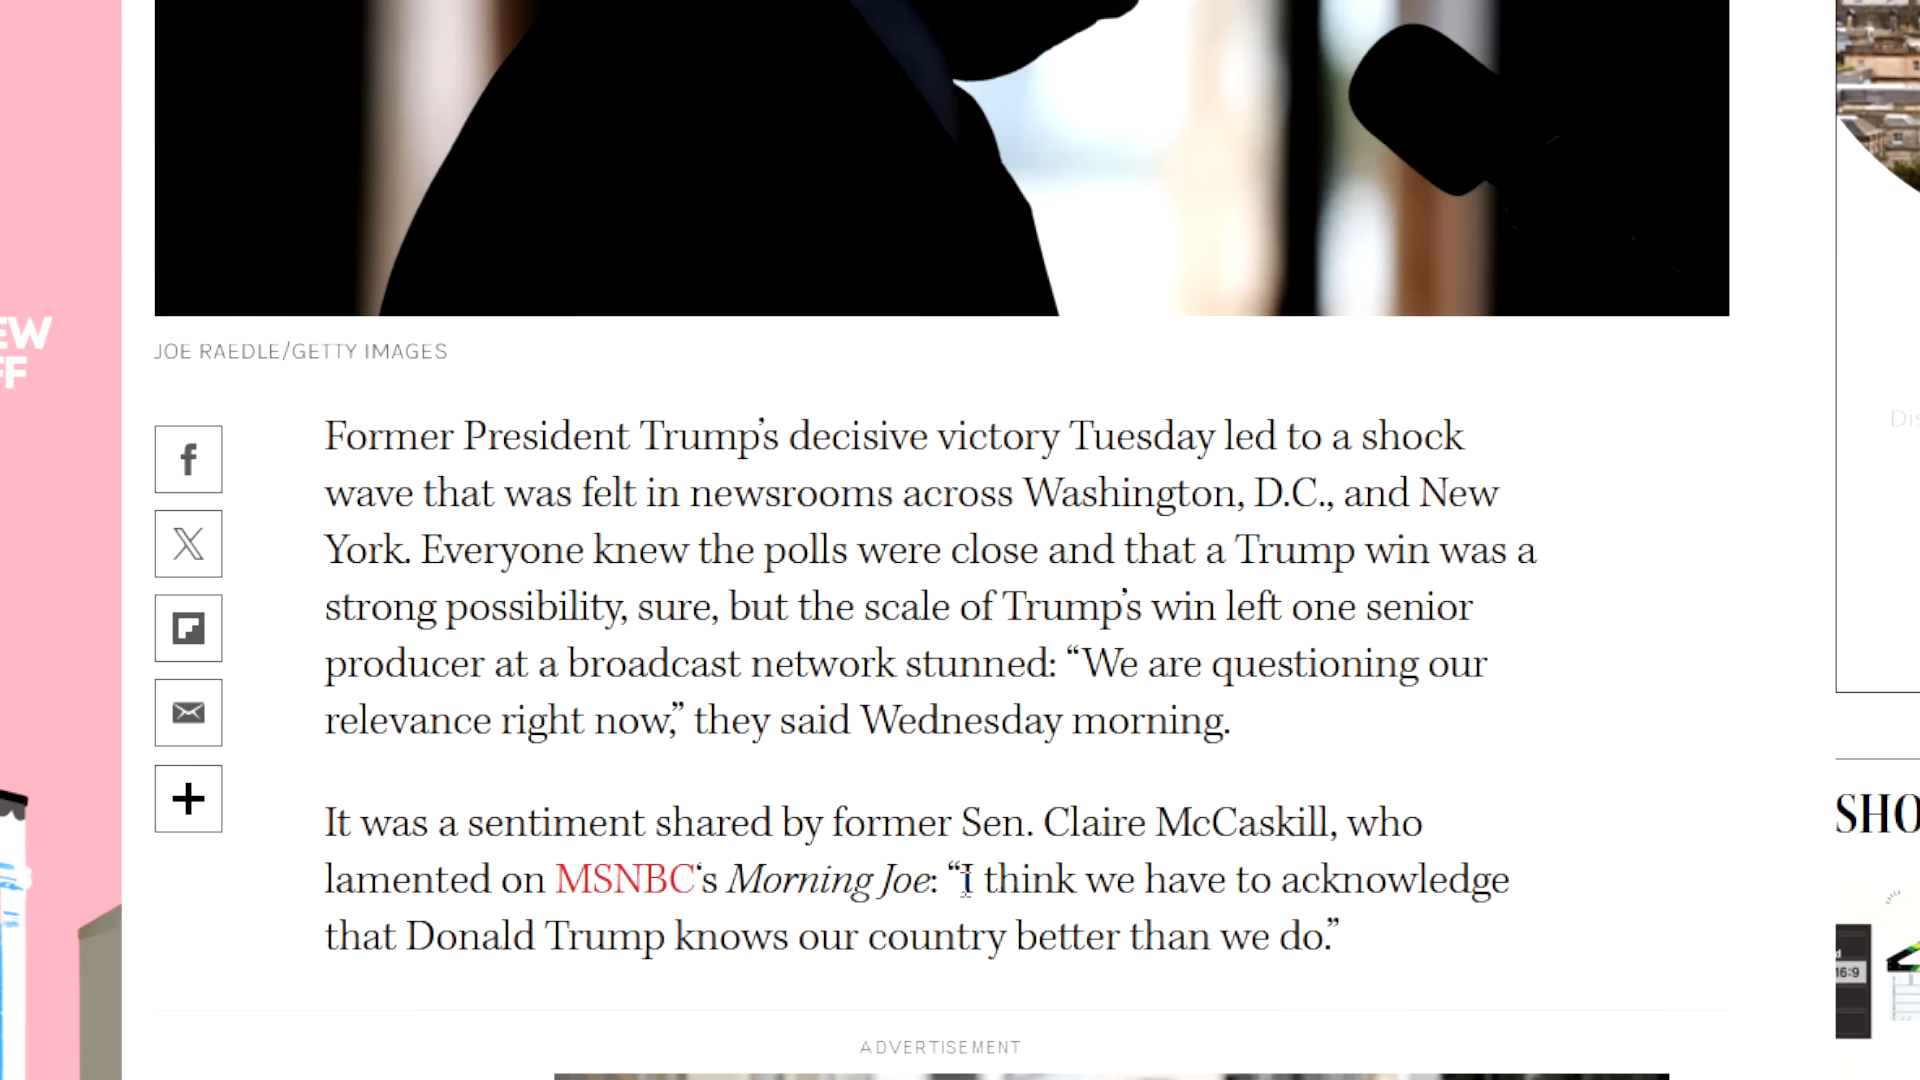 EW
FF
JOE RAEDLE/GETTY IMAGES
Former President Trump's decisive victory Tuesday led to a shock
wave that was felt in newsrooms across Washington, D.C., and New
York. Everyone knew the polls were close and that a Trump win was a
strong possibility, sure, but the scale of Trump's win left one senior
producer at a broadcast network stunned: “We are questioning our
relevance right now,” they said Wednesday morning.
It was a sentiment shared by former Sen. Claire McCaskill, who
lamented on MSNBC‘s Morning Joe: “I think we have to acknowledge
that Donald Trump knows our country better than we do.”
ADVERTISEMENT
Dis
SHO
d
16:9